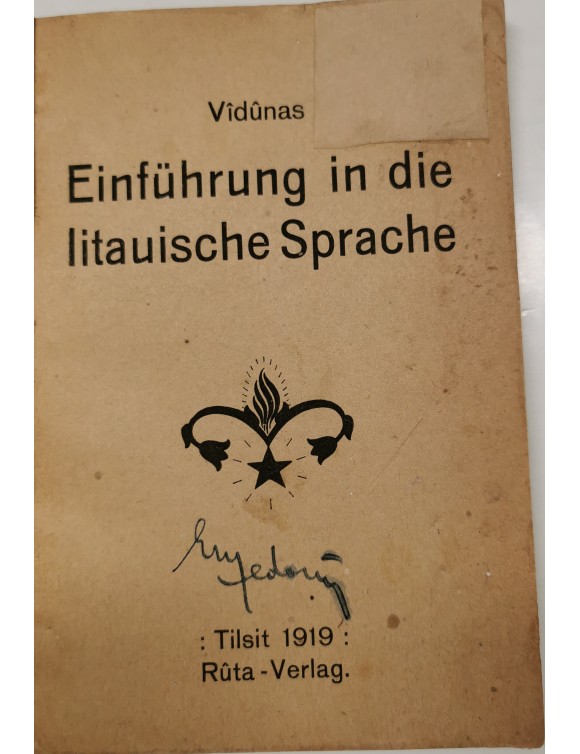 Vîdûnas
Einführung in die
litauische Sprache
: Tilsit 1919 :
Rûta-Verlag.